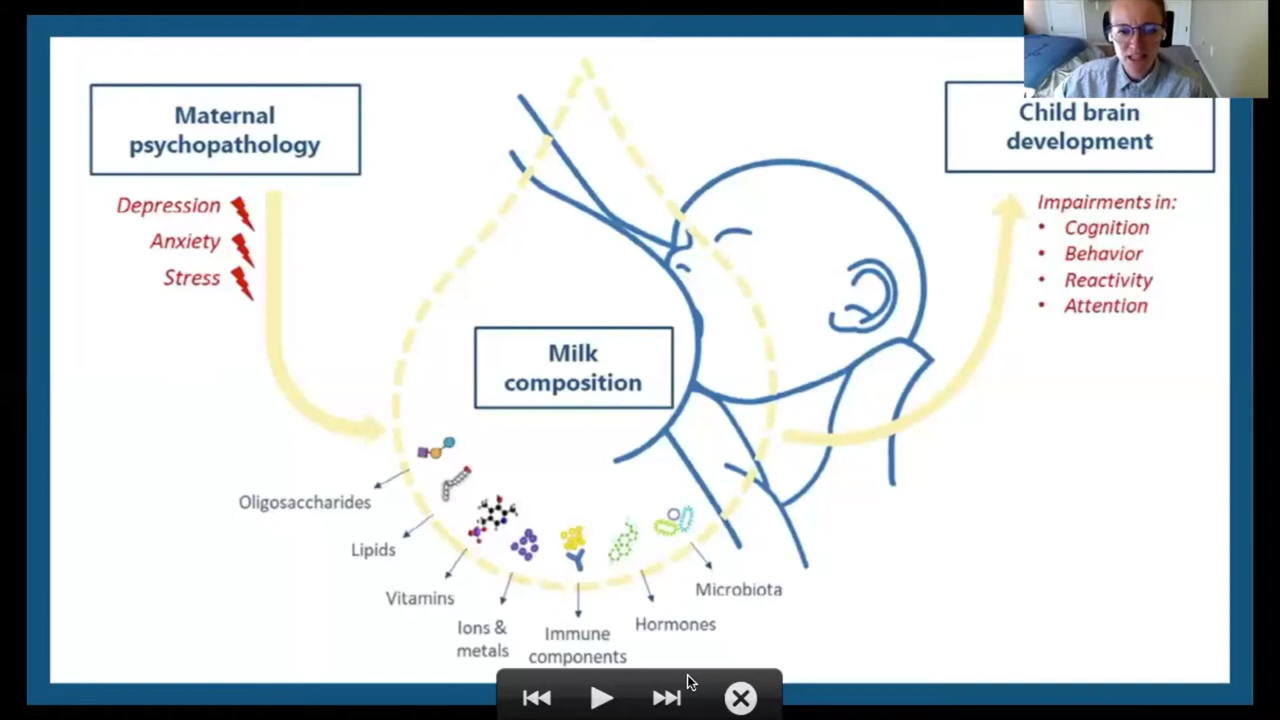 Maternal
psychopathology
Depression
Anxiety
Stress
Child brain
development
Impairments in:
• Cognition
• Behavior
• Reactivity
• Attention
Milk
composition
Oligosaccharides
Lipids
Vitamins
Ions &
metals
Immune
components
Hormones
Microbiota